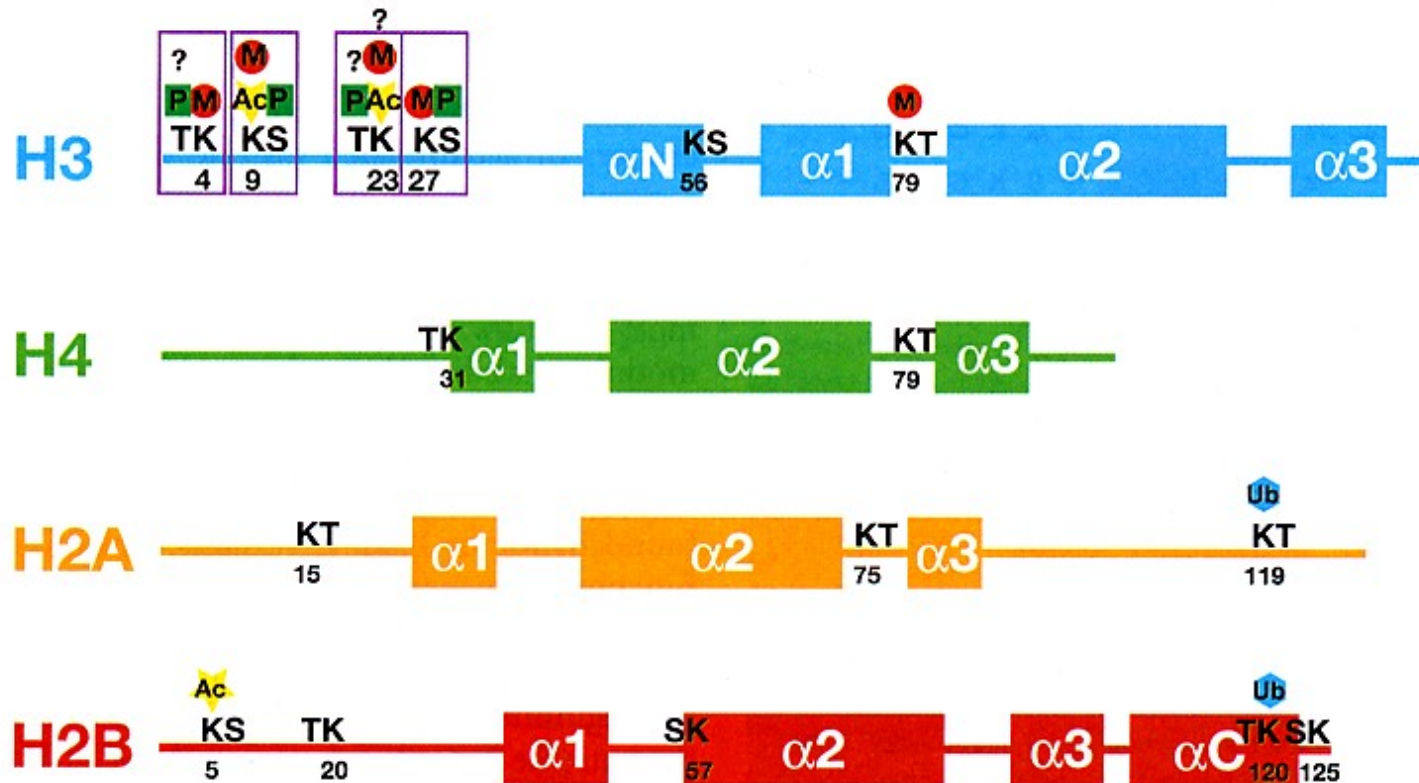 ?
? M ? M
P M Ac P P Ac M P M
TK KS TK KS αN KS α1 KT α2 α3
H3
4 9 23 27 56 79
TK α1 α2 KT α3
H4
31 79
Ub
KT α1 α2 KT α3 KT
H2A
15 75 119
Ac Ub
KS TK α1 SK α2 α3 αC TK SK
H2B
5 20 57 120 125